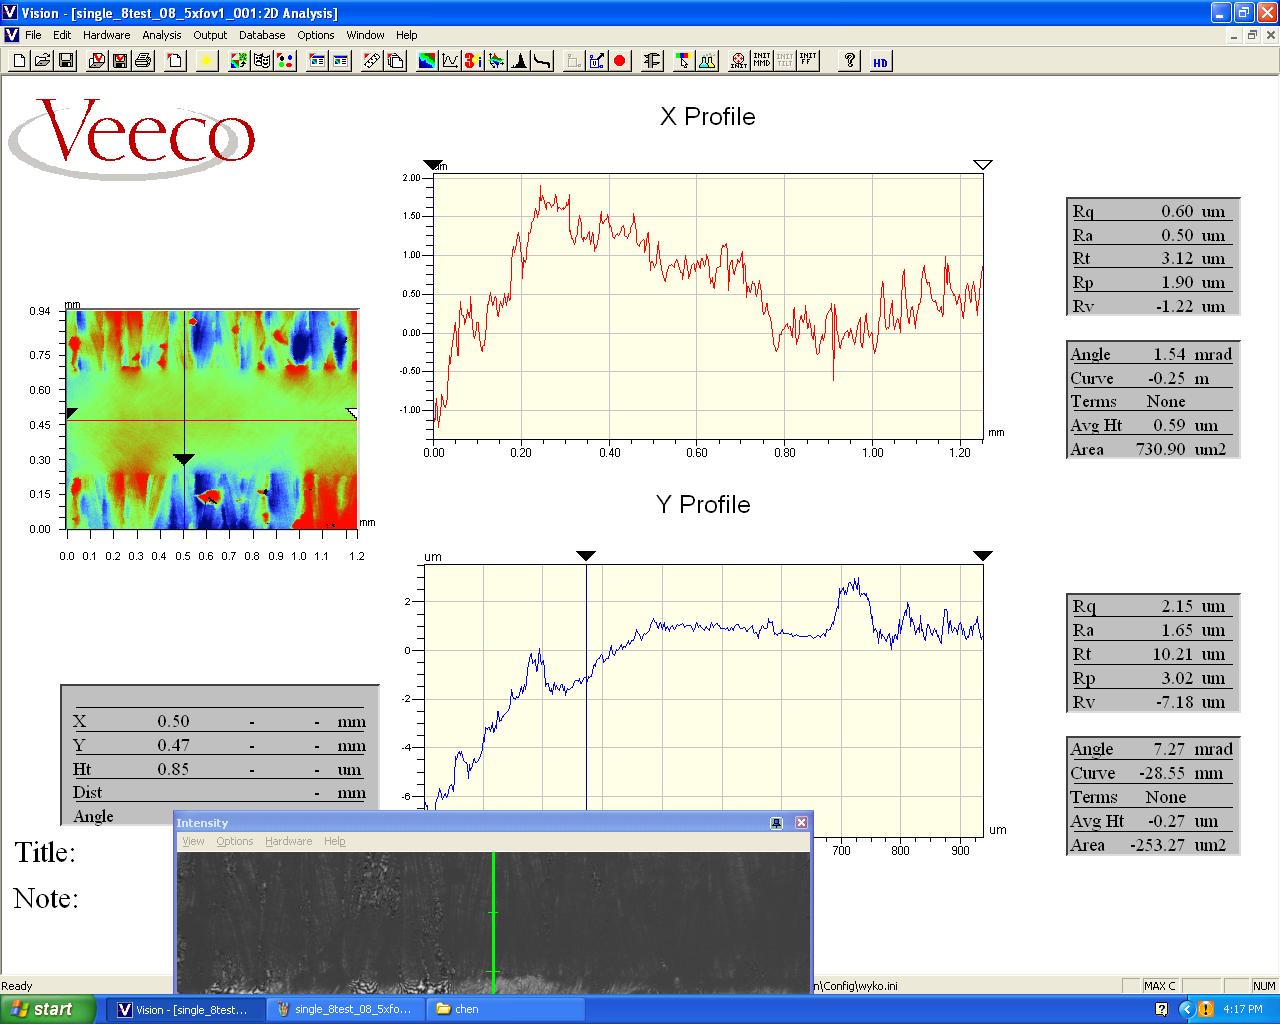 Vision - [single_8test_08_5xfov1_001:2D Analysis]
File Edit Hardware Analysis Output Database Options Window Help
INIT INIT MMD INIT TILT INIT FF ? HD
Veeco
X Profile
um
2.00
1.50
1.00
0.50
0.00
-0.50
-1.00
0.00 0.20 0.40 0.60 0.80 1.00 1.20
mm
Rq 0.60 um
Ra 0.50 um
Rt 3.12 um
Rp 1.90 um
Rv -1.22 um
Angle 1.54 mrad
Curve -0.25 m
Terms None
Avg Ht 0.59 um
Area 730.90 um2
mm
0.94
0.75
0.60
0.45
0.30
0.15
0.00
mm
0.0 0.1 0.2 0.3 0.4 0.5 0.6 0.7 0.8 0.9 1.0 1.1 1.2
Y Profile
um
2
0
-2
-4
-6
um
700 800 900
Rq 2.15 um
Ra 1.65 um
Rt 10.21 um
Rp 3.02 um
Rv -7.18 um
Angle 7.27 mrad
Curve -28.55 mm
Terms None
Avg Ht -0.27 um
Area -253.27 um2
X 0.50 - - mm
Y 0.47 - - mm
Ht 0.85 - - um
Dist - mm
Angle
Title:
Note:
Intensity
View Options Hardware Help
Ready
n\Config\wyko.ini
MAX C NUM
start
Vision - [single_8test...
single_8test_08_5xfo...
chen
4:17 PM